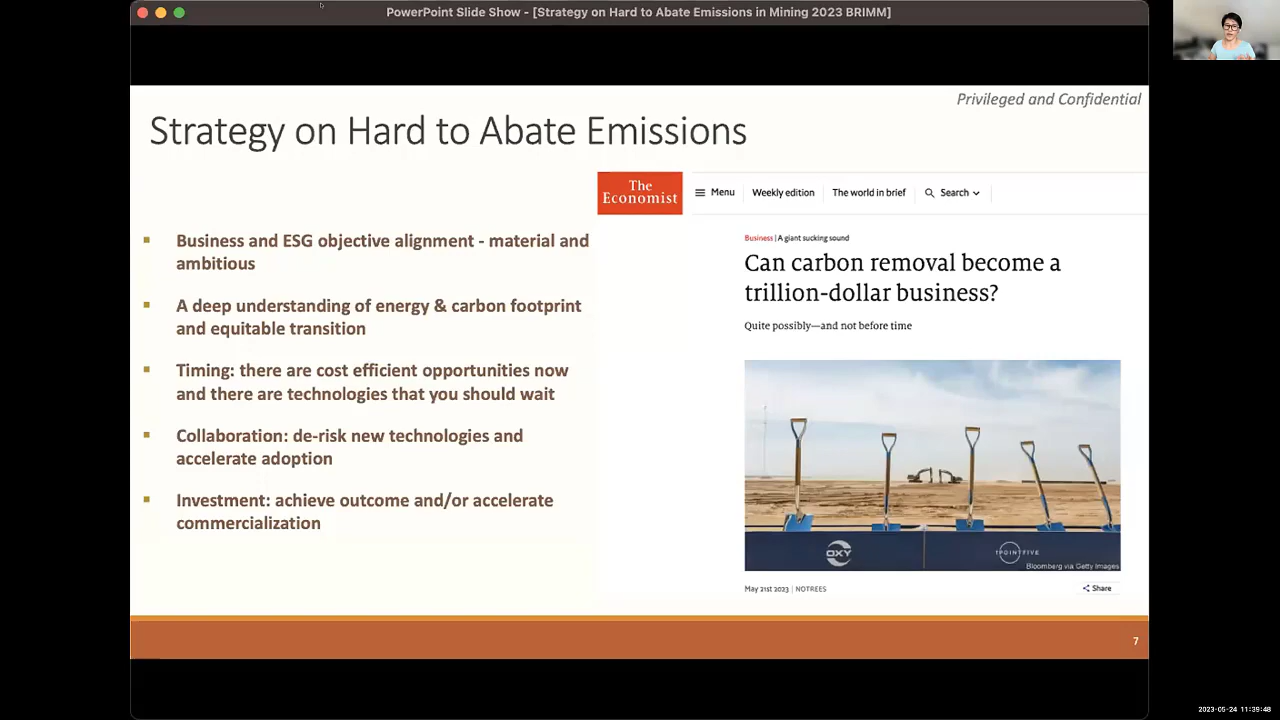 PowerPoint Slide Show - [Strategy on Hard to Abate Emissions in Mining 2023 BRIMM]
Privileged and Confidential
Strategy on Hard to Abate Emissions
Business and ESG objective alignment - material and
ambitious
A deep understanding of energy & carbon footprint
and equitable transition
Timing: there are cost efficient opportunities now
and there are technologies that you should wait
Collaboration: de-risk new technologies and
accelerate adoption
Investment: achieve outcome and/or accelerate
commercialization
The
Economist
Menu
Weekly edition
The world in brief
Search
Business | A giant sucking sound
Can carbon removal become a
trillion-dollar business?
Quite possibly—and not before time
OXY
1POINTFIVE
Bloomberg via Getty Images
May 21st 2023 | NOTREES
Share
7
2023-05-24 11:39:48